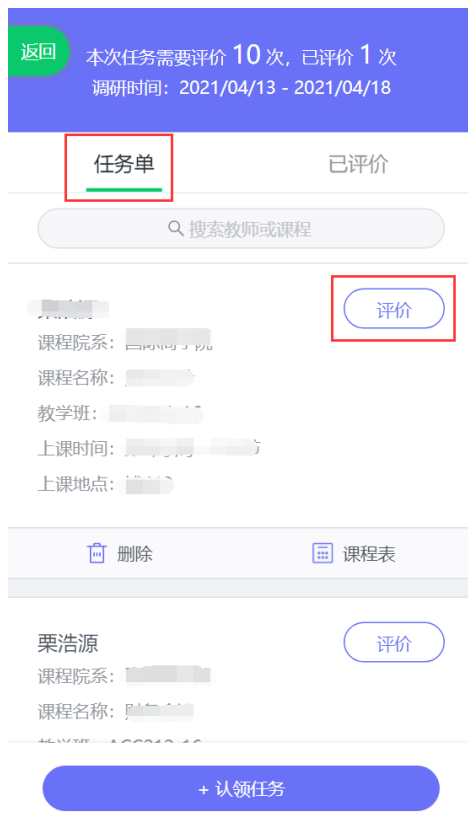 返回
本次任务需要评价 10 次，已评价 1 次
调研时间：2021/04/13 - 2021/04/18
任务单
已评价
搜索教师或课程
评价
课程院系：
课程名称：
教学班：
上课时间：
上课地点：
删除
课程表
栗浩源
评价
课程院系：
课程名称：
+ 认领任务